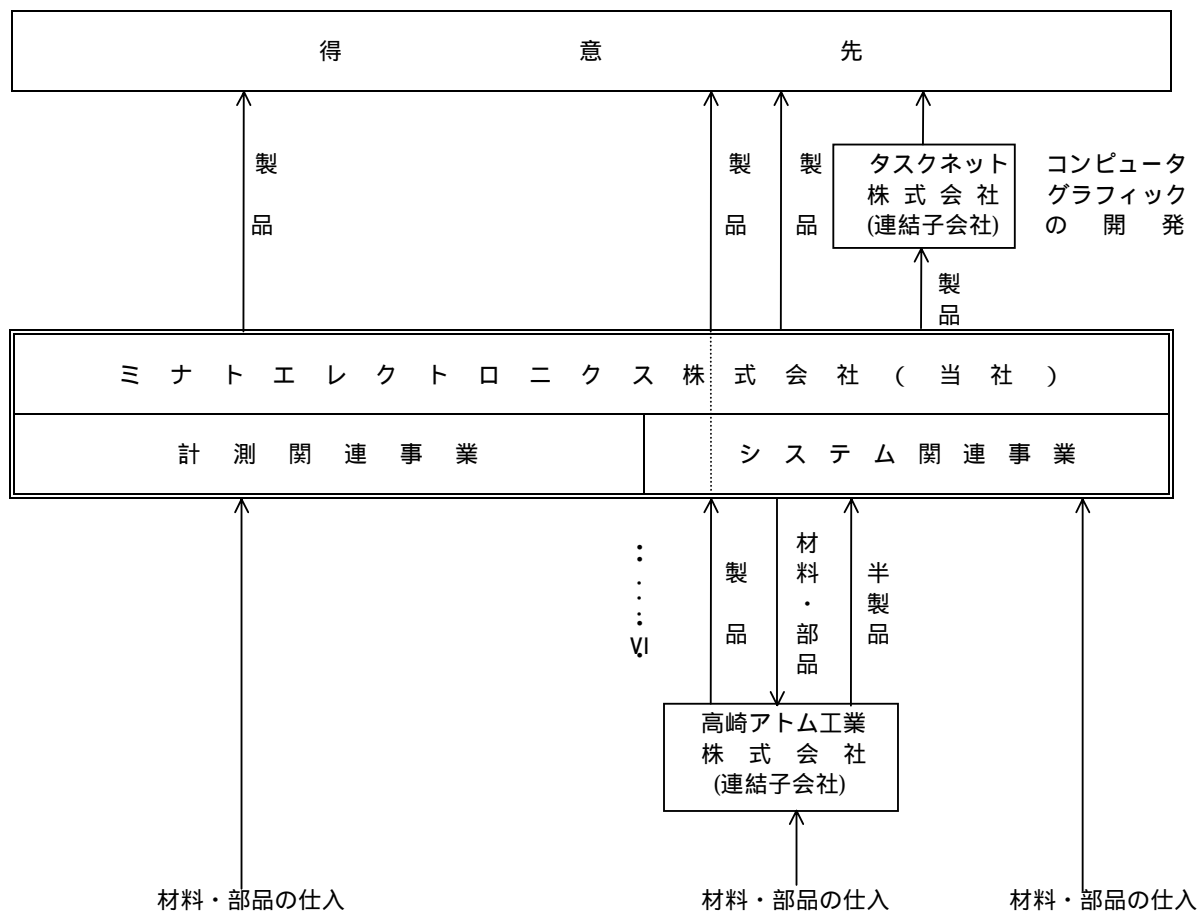 得意先
製品
製品
製品
タスクネット
株式会社
(連結子会社)
コンピュータ
グラフィック
の開発
製品
ミナトエレクトロニクス株式会社(当社)
計測関連事業
システム関連事業
製品
材料・部品
半製品
高崎アトム工業
株式会社
(連結子会社)
材料・部品の仕入
材料・部品の仕入
材料・部品の仕入